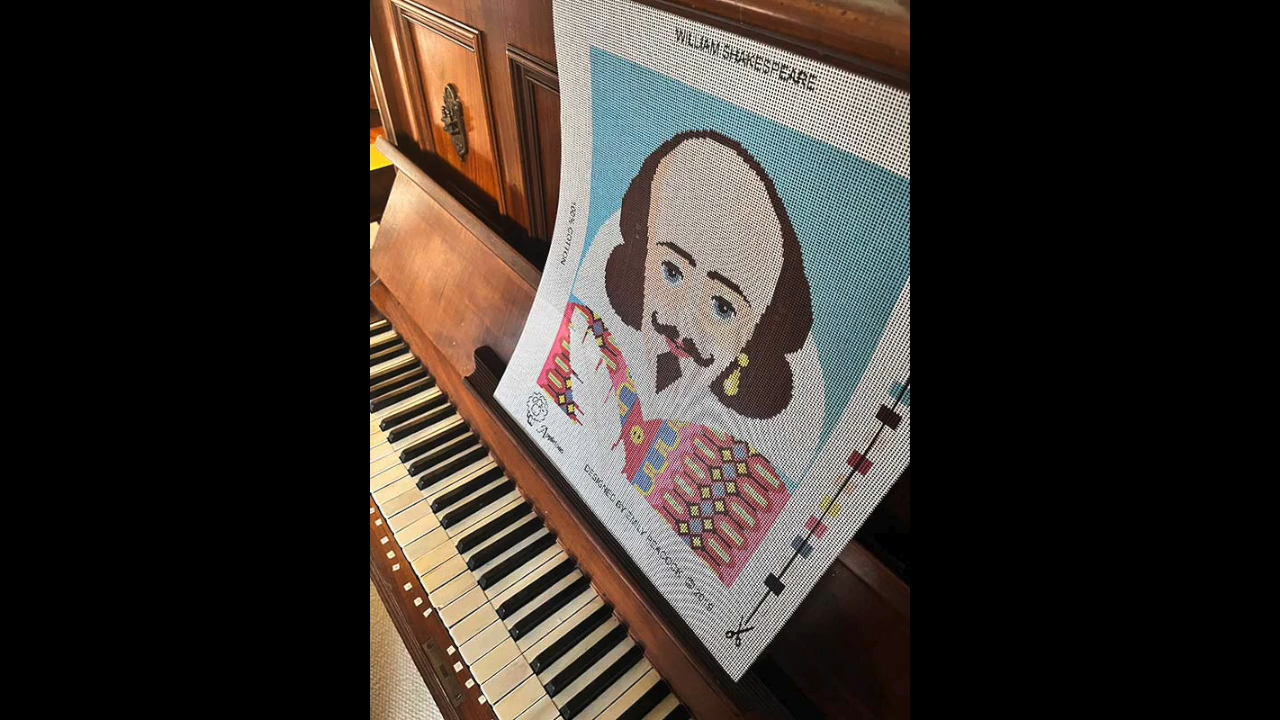 WILLIAM SHAKESPEARE
100% COTTON
DESIGNED BY EMILY PEACOCK © 2018